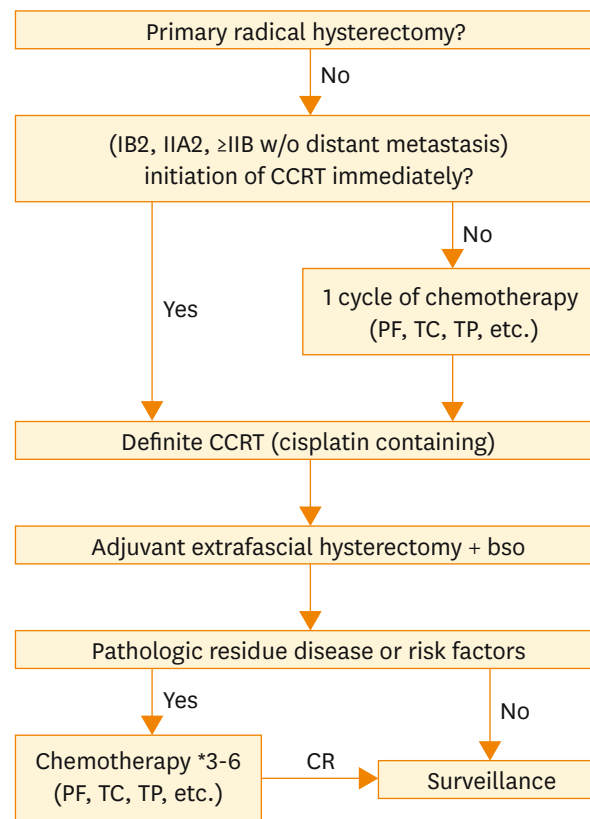 Primary radical hysterectomy?
No
(IB2, IIA2, ≥IIB w/o distant metastasis)
initiation of CCRT immediately?
No
Yes
1 cycle of chemotherapy
(PF, TC, TP, etc.)
Definite CCRT (cisplatin containing)
Adjuvant extrafascial hysterectomy + bso
Pathologic residue disease or risk factors
Yes
No
Chemotherapy *3-6
(PF, TC, TP, etc.)
CR
Surveillance